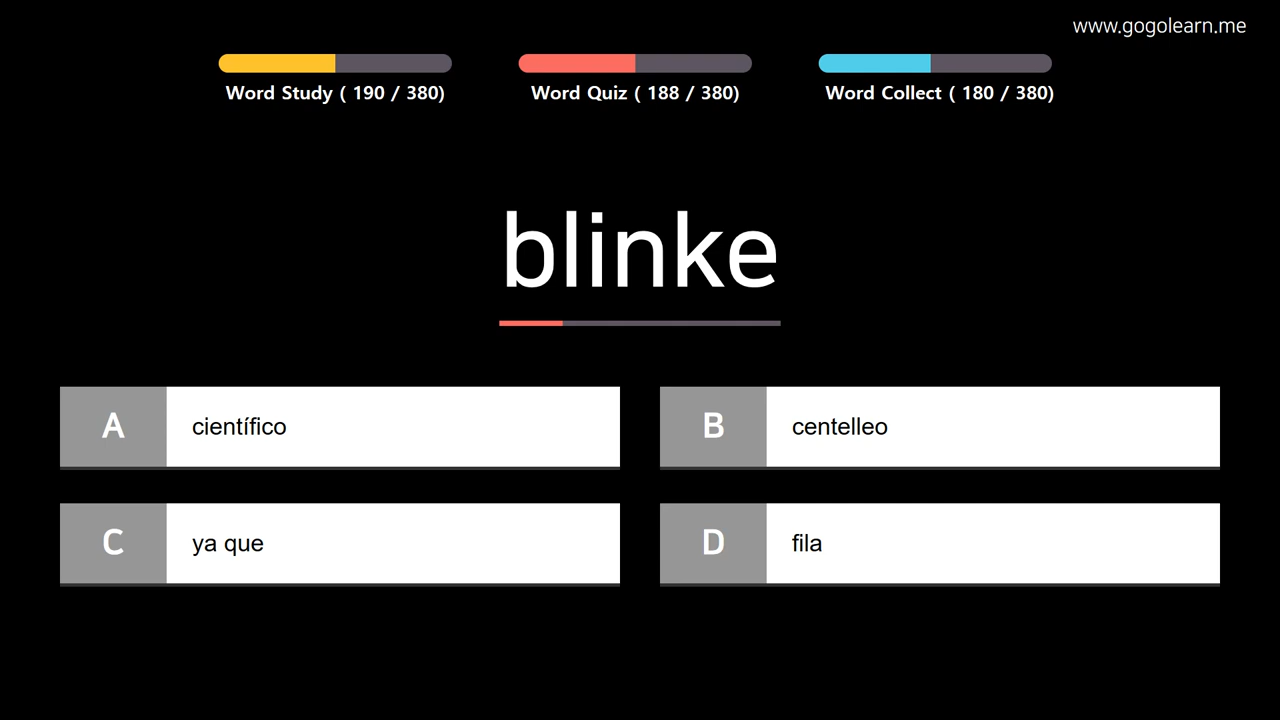 www.gogolearn.me
Word Study ( 190 / 380)
Word Quiz ( 188 / 380)
Word Collect ( 180 / 380)
blinke
A científico
B centelleo
C ya que
D fila